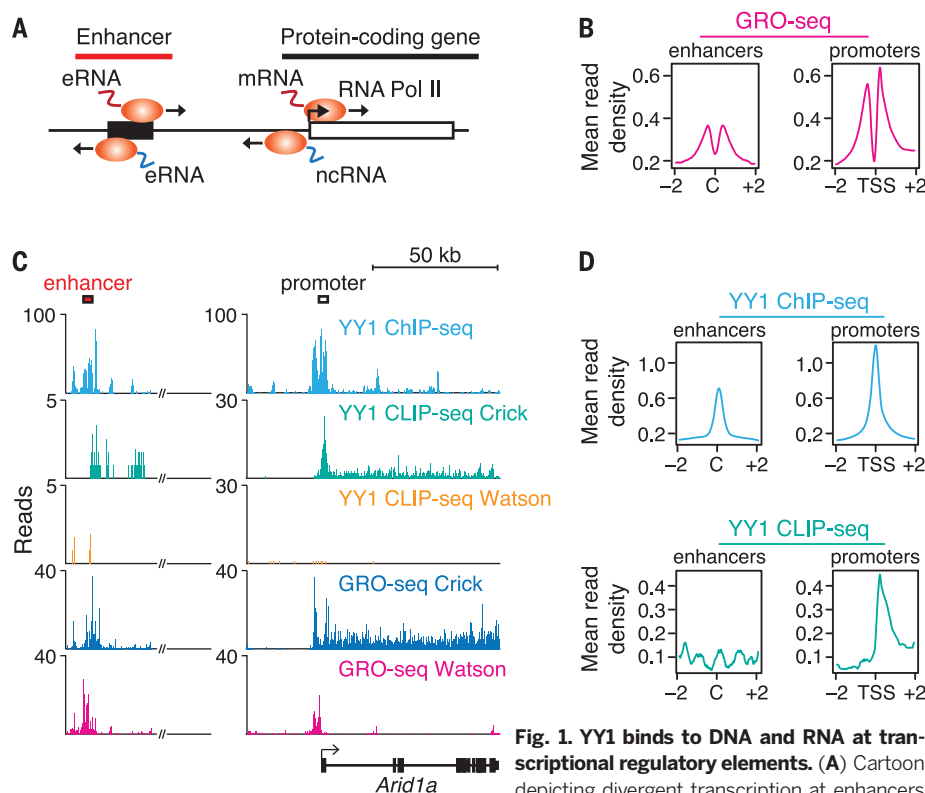 A
Enhancer
Protein-coding gene
eRNA
mRNA
RNA Pol II
eRNA
ncRNA
B
GRO-seq
enhancers
promoters
Mean read density
0.6
0.4
0.2
−2 C +2
0.6
0.4
0.2
−2 TSS +2
C
50 kb
enhancer
promoter
Reads
100
100
YY1 ChIP-seq
5
30
YY1 CLIP-seq Crick
5
30
YY1 CLIP-seq Watson
40
40
GRO-seq Crick
40
40
GRO-seq Watson
Arid1a
D
YY1 ChIP-seq
enhancers
promoters
Mean read density
1.0
0.6
0.2
−2 C +2
1.0
0.6
0.2
−2 TSS +2
YY1 CLIP-seq
enhancers
promoters
Mean read density
0.4
0.3
0.2
0.1
−2 C +2
0.4
0.3
0.2
0.1
−2 TSS +2
Fig. 1. YY1 binds to DNA and RNA at tran-
scriptional regulatory elements. (A) Cartoon
depicting divergent transcription at enhancers